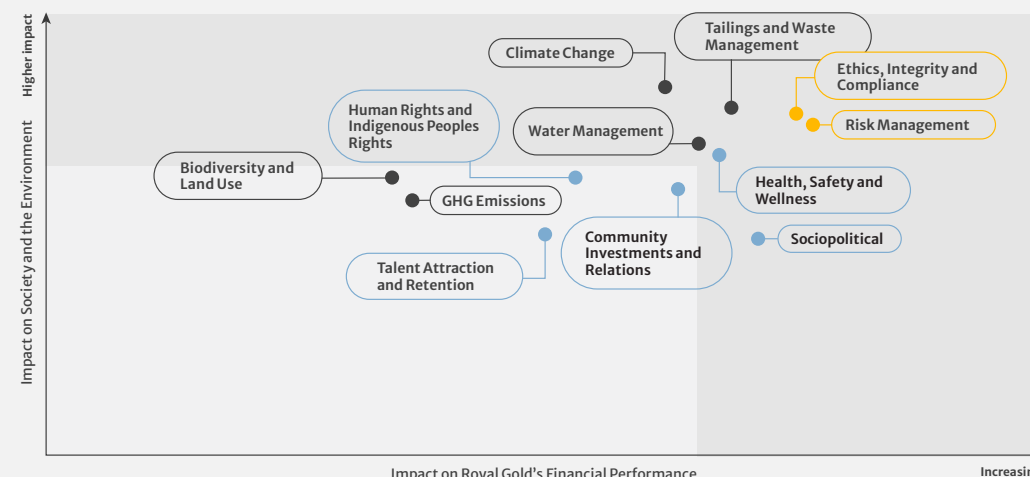 Higher impact
Impact on Society and the Environment
Tailings and Waste
Management
Climate Change
Ethics, Integrity and
Compliance
Human Rights and
Indigenous Peoples
Rights
Water Management
Risk Management
Biodiversity and
Land Use
GHG Emissions
Health, Safety and
Wellness
Community
Investments and
Relations
Sociopolitical
Talent Attraction
and Retention
Impact on Royal Gold's Financial Performance